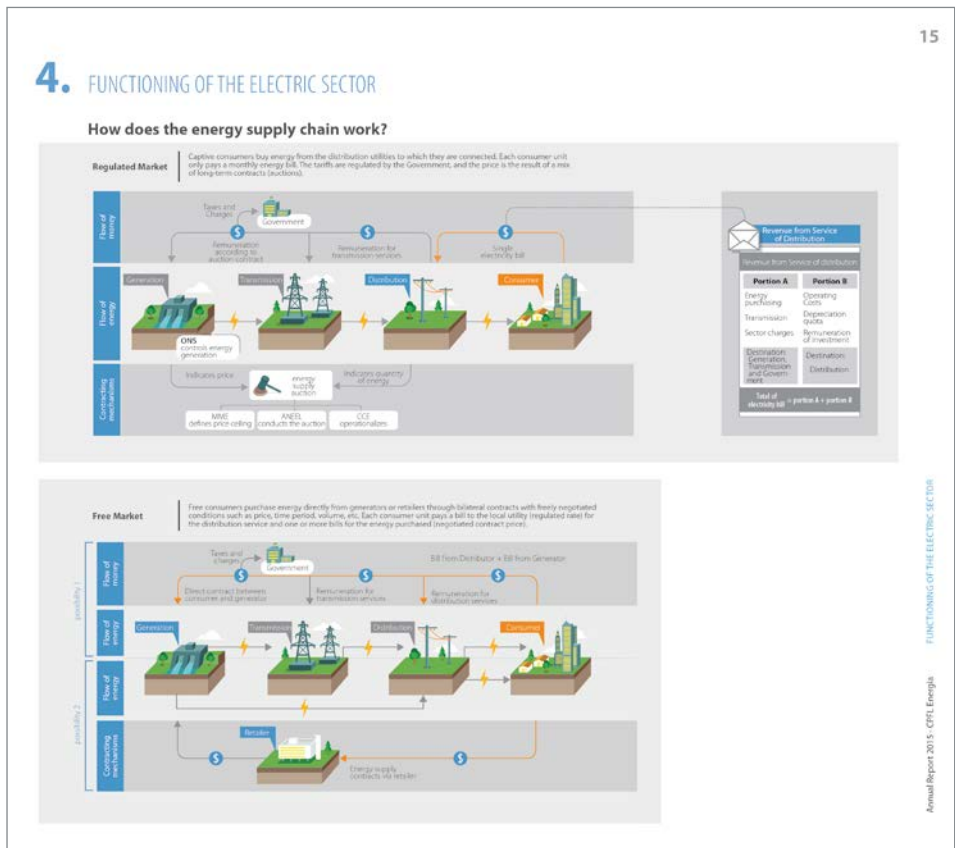 15
4. FUNCTIONING OF THE ELECTRIC SECTOR
How does the energy supply chain work?
Regulated Market
Captive consumers buy energy from the distribution utilities to which they are connected. Each consumer unit
only pays a monthly energy bill. The tariffs are regulated by the Government, and the price is the result of a mix
of long-term contracts (auctions).
Flow of
money
Taxes and
Charges
Government
Remuneration
according to
auction contract
Remuneration for
transmission services
Single
electricity bill
Flow of
energy
Generation
Transmission
Distribution
Consumer
ONS
controls energy
generation
Contracting
mechanisms
Indicates price
energy
supply
auction
Indicates quantity
of energy
MME
defines price ceiling
ANEEL
conducts the auction
CCE
operationalizes
Revenue from Service
of Distribution
Revenue from Service of distribution
Portion A
Portion B
Energy
purchasing
Operating
costs
Transmission
Depreciation
quota
Sector charges
Remuneration
of Investment
Destination:
Generation,
Transmission
and Govern-
ment
Destination:
Distribution
Total of
electricity bill = portion A + portion B
Free Market
Free consumers purchase energy directly from generators or retailers through bilateral contracts with freely negotiated
conditions such as price, time period, volume, etc. Each consumer unit pays a bill to the local utility (regulated rate) for
the distribution service and one or more bills for the energy purchased (negotiated contract price).
possibility 1
Flow of
money
Taxes and
charges
Government
Bill from Distributor + Bill from Generator
Direct contract between
consumer and generator
Remuneration for
transmission services
Remuneration for
distribution services
Flow of
energy
Generation
Transmission
Distribution
Consumer
possibility 2
Flow of
energy
Contracting
mechanisms
Retailer
Energy supply
contracts via retailer
FUNCTIONING OF THE ELECTRIC SECTOR
Annual Report 2015 - CPFL Energia